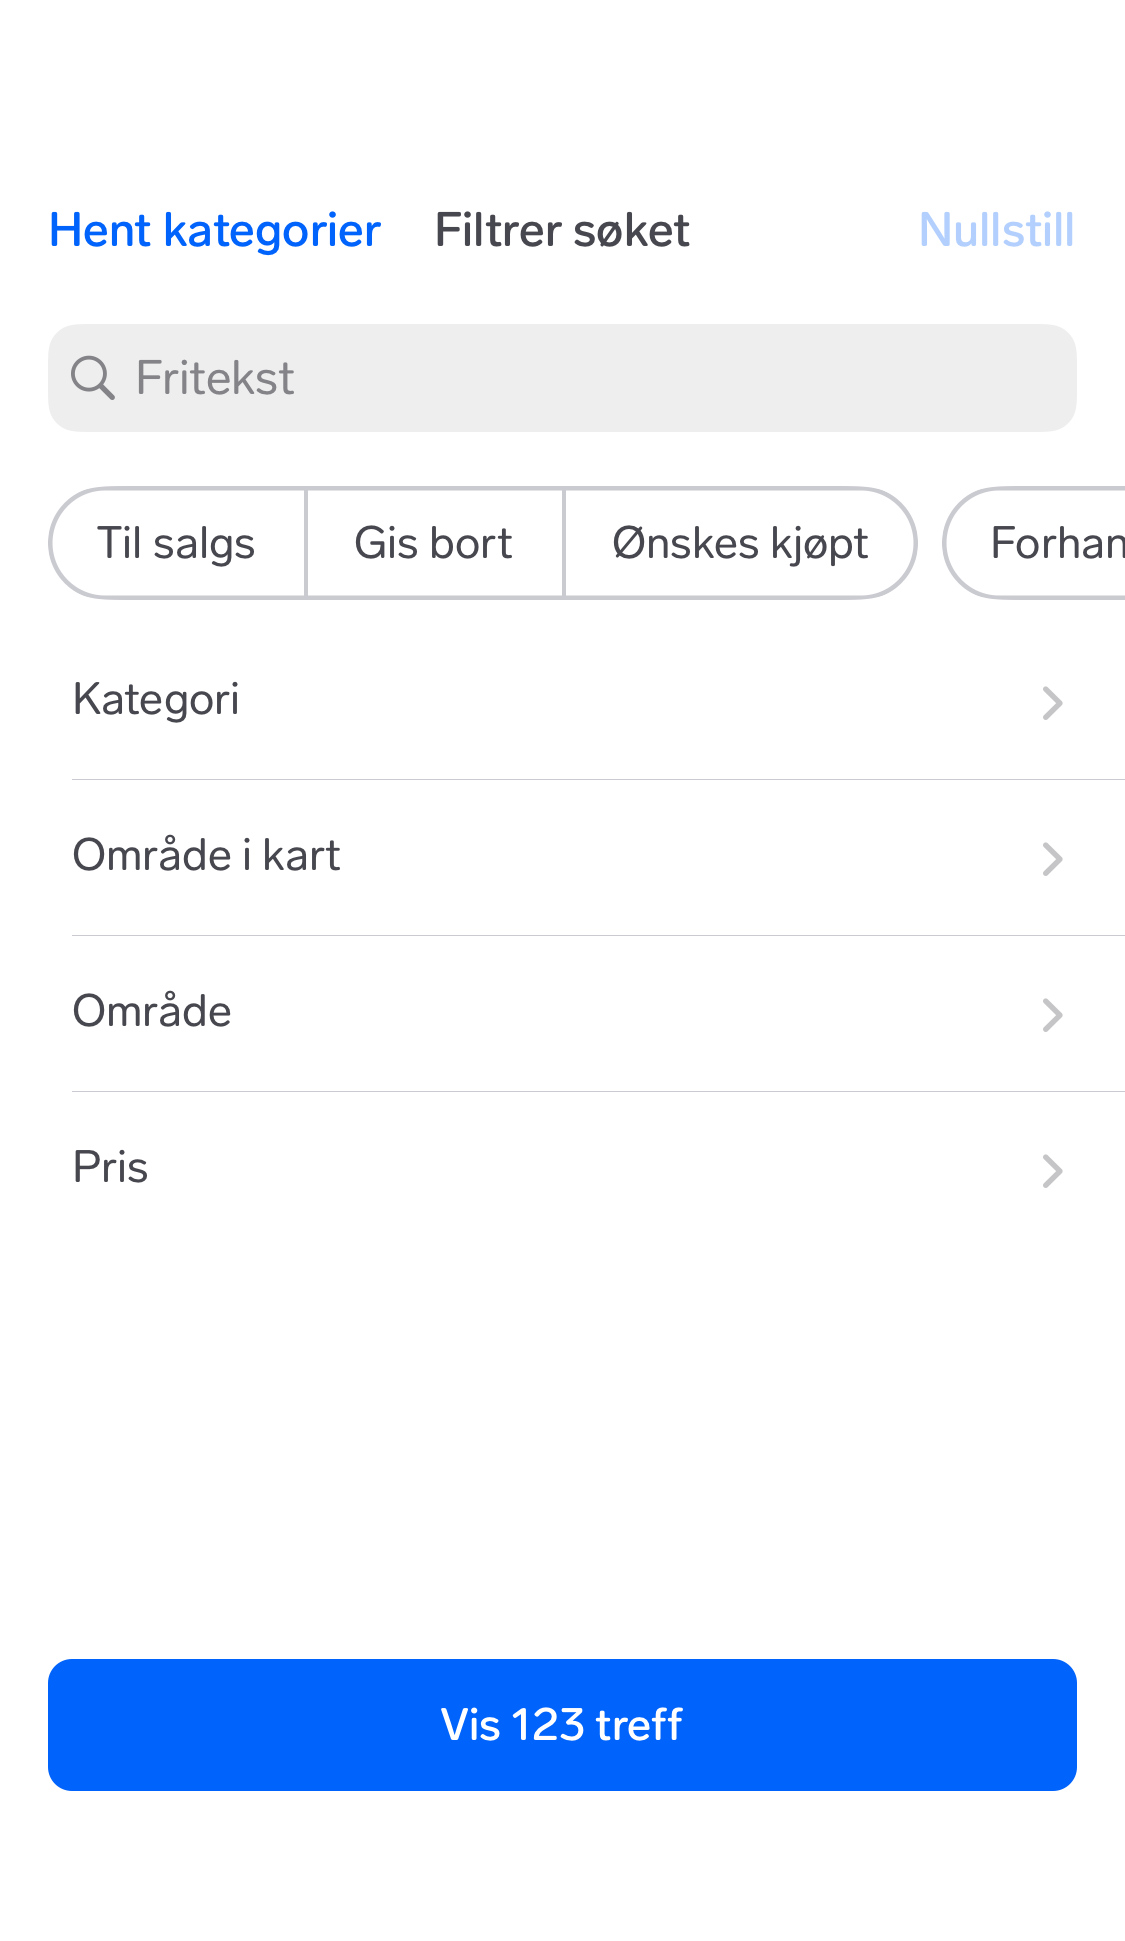 Hent kategorier Filtrer søket Nullstill
Fritekst
Til salgs Gis bort Ønskes kjøpt
Kategori
Område i kart
Område
Pris
Vis 123 treff